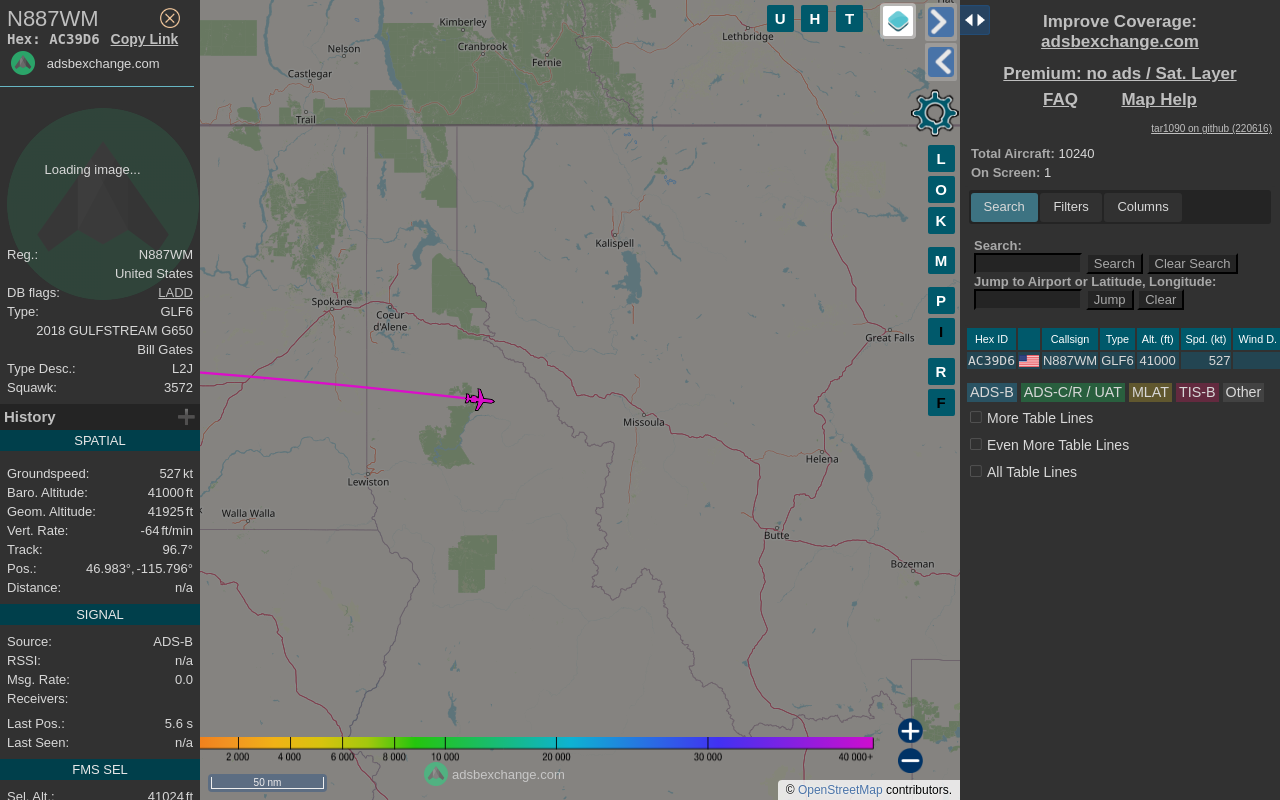 N887WM
Hex: AC39D6 Copy Link
adsbexchange.com
Loading image...
Reg.: N887WM
United States
DB flags: LADD
Type: GLF6
2018 GULFSTREAM G650
Bill Gates
Type Desc.: L2J
Squawk: 3572
History
SPATIAL
Groundspeed: 527 kt
Baro. Altitude: 41000 ft
Geom. Altitude: 41925 ft
Vert. Rate: -64 ft/min
Track: 96.7°
Pos.: 46.983°, -115.796°
Distance: n/a
SIGNAL
Source: ADS-B
RSSI: n/a
Msg. Rate: 0.0
Receivers:
Last Pos.: 5.6 s
Last Seen: n/a
FMS SEL
Sel. Alt.: 41024 ft
Kimberley
Nelson
Cranbrook
Fernie
Castlegar
Trail
Lethbridge
Kalispell
Spokane
Coeur
d'Alene
Great Falls
Missoula
Helena
Lewiston
Walla Walla
Butte
Bozeman
U H T
L
O
K
M
P
I
R
F
2 000 4 000 6 000 8 000 10 000 20 000 30 000 40 000+
50 nm
adsbexchange.com
© OpenStreetMap contributors.
Improve Coverage:
adsbexchange.com
Premium: no ads / Sat. Layer
FAQ Map Help
tar1090 on github (220616)
Total Aircraft: 10240
On Screen: 1
Search Filters Columns
Search:
Search Clear Search
Jump to Airport or Latitude, Longitude:
Jump Clear
Hex ID Callsign Type Alt. (ft) Spd. (kt) Wind D.
AC39D6 N887WM GLF6 41000 527
ADS-B ADS-C/R / UAT MLAT TIS-B Other
More Table Lines
Even More Table Lines
All Table Lines